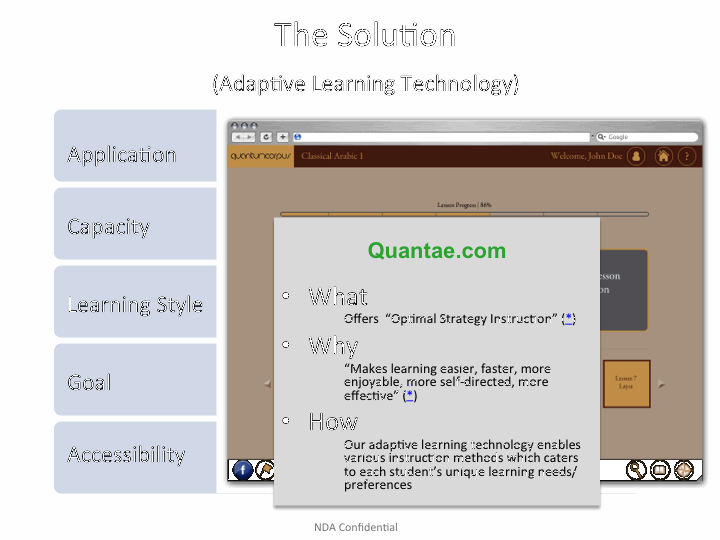 The Solution
(Adaptive Learning Technology)
Application
Capacity
Learning Style
Goal
Accessibility
Google
quantumcorpus
Classical Arabic 1
Welcome, John Doe
?
Lesson Progress | 86%
sson
on
Lesson 7
Laysa
f
Quantae.com
• What
Offers “Optimal Strategy Instruction” (*)
• Why
“Makes learning easier, faster, more
enjoyable, more self-directed, more
effective” (*)
• How
Our adaptive learning technology enables
various instruction methods which caters
to each student’s unique learning needs/
preferences
NDA Confidential